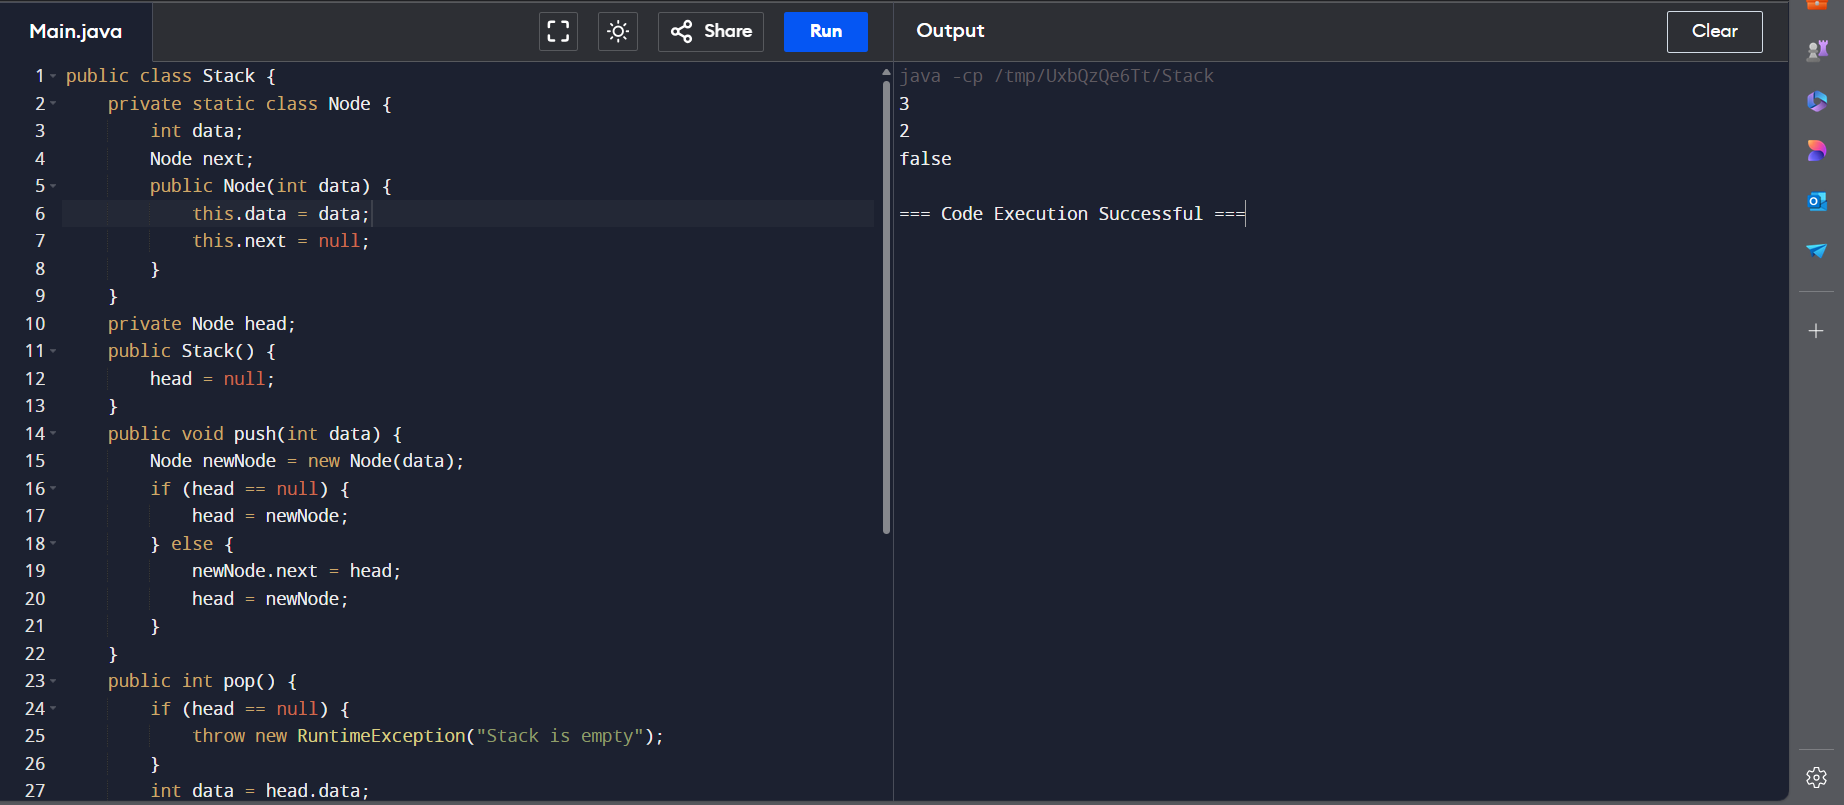 Main.java
Share
Run
Output
Clear
1 public class Stack {
2     private static class Node {
3         int data;
4         Node next;
5         public Node(int data) {
6             this.data = data;
7             this.next = null;
8         }
9     }
10     private Node head;
11     public Stack() {
12         head = null;
13     }
14     public void push(int data) {
15         Node newNode = new Node(data);
16         if (head == null) {
17             head = newNode;
18         } else {
19             newNode.next = head;
20             head = newNode;
21         }
22     }
23     public int pop() {
24         if (head == null) {
25             throw new RuntimeException("Stack is empty");
26         }
27         int data = head.data;
java -cp /tmp/UxbQzQe6Tt/Stack
3
2
false
=== Code Execution Successful ===